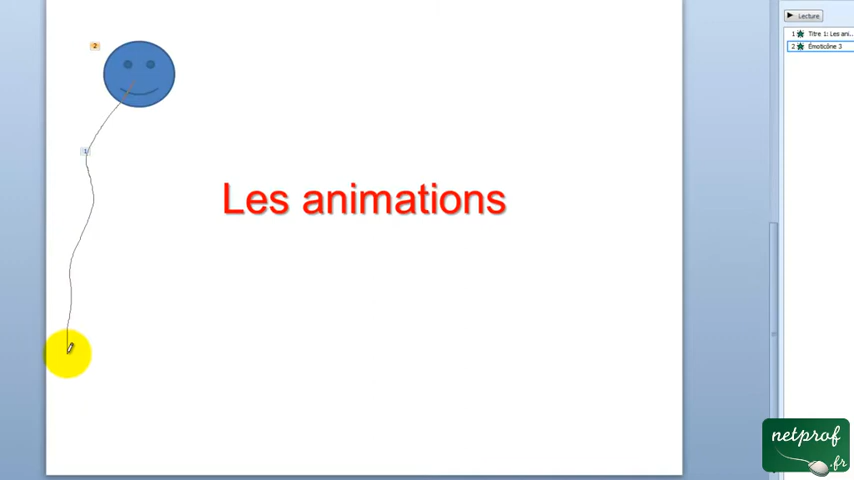 2
1
Les animations
Lecture
1 Titre 1: Les ani...
2 Émoticône 3
netprof
.fr